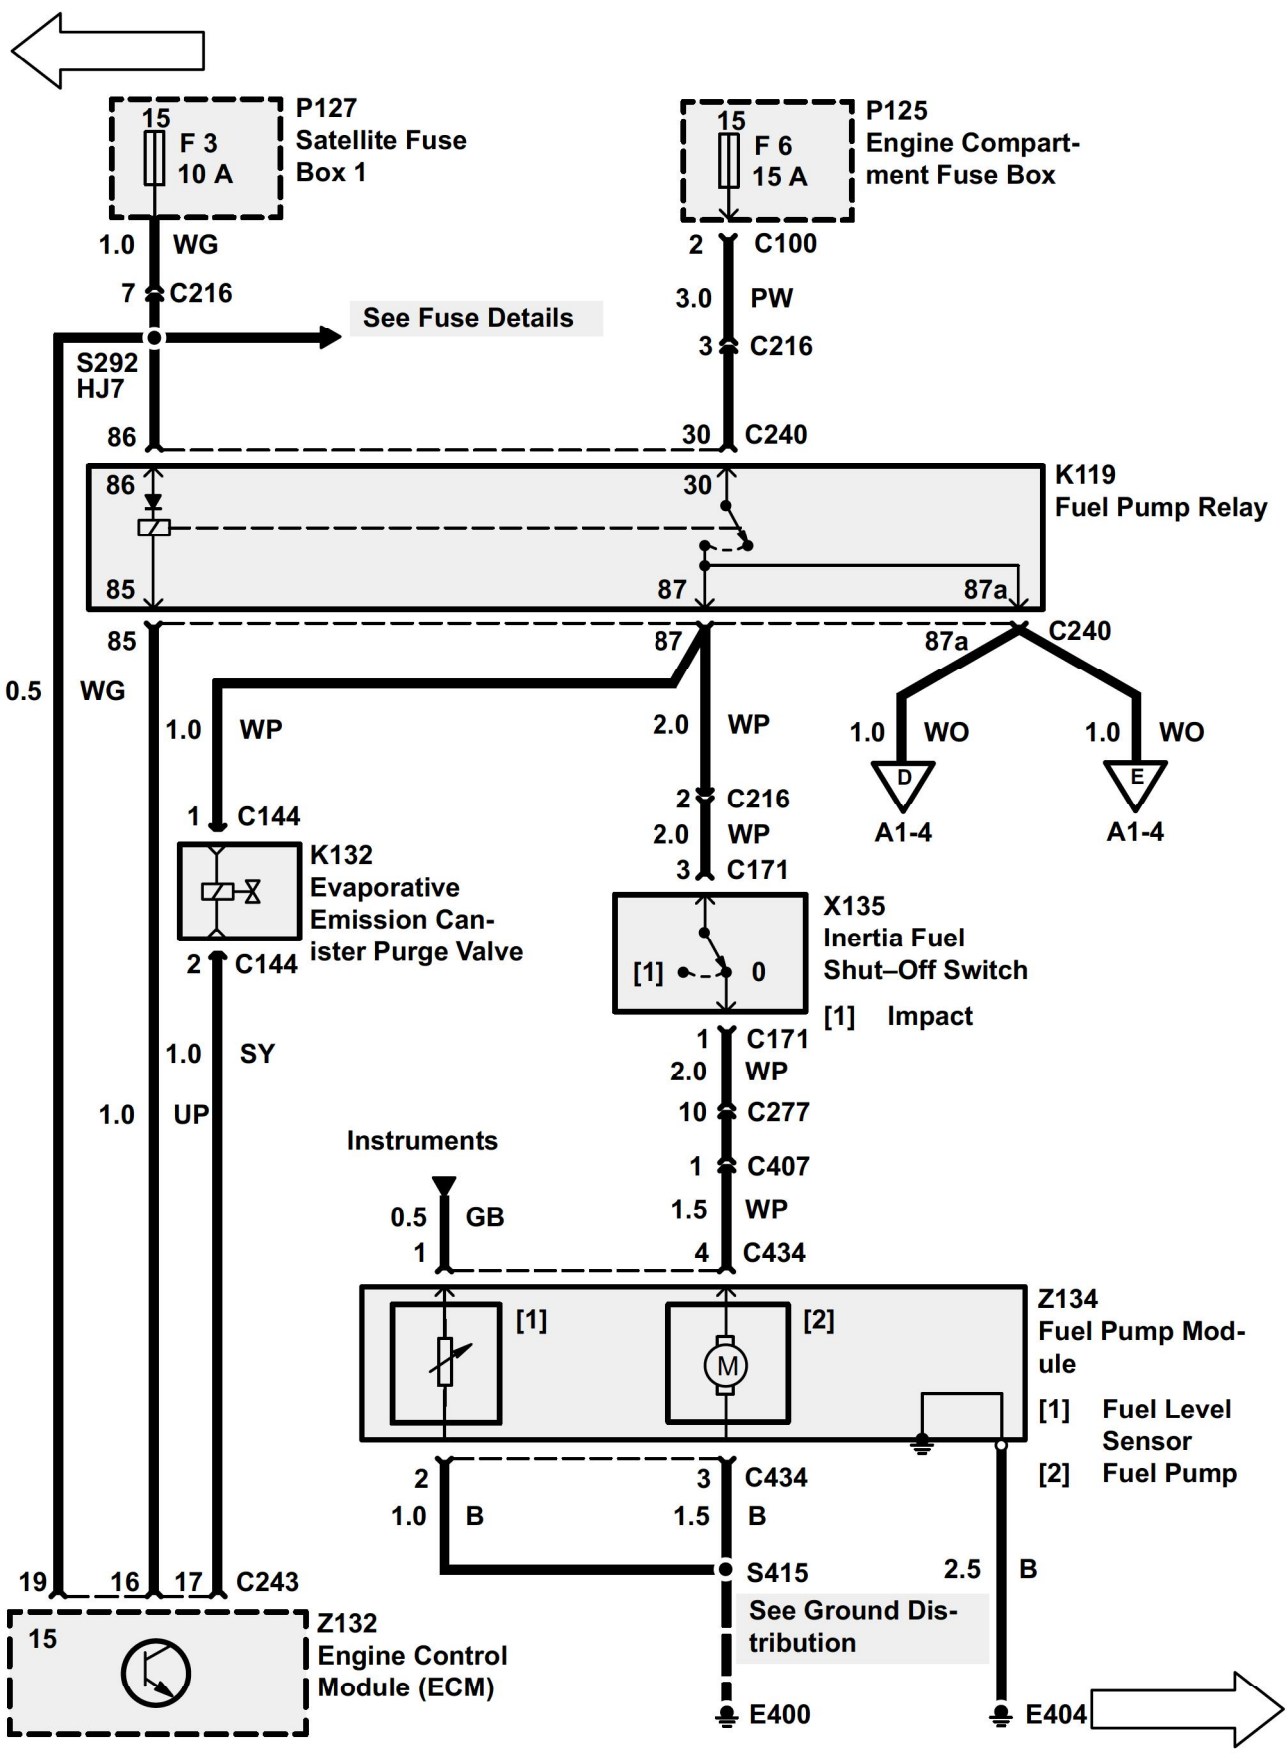 P127
Satellite Fuse
Box 1
15
F 3
10 A
P125
Engine Compart-
ment Fuse Box
15
F 6
15 A
1.0 WG
2 C100
7 C216
3.0 PW
See Fuse Details
3 C216
S292
HJ7
86
30 C240
K119
Fuel Pump Relay
86
30
85
87
87a
85
87
87a
C240
0.5 WG
1.0 WP
2.0 WP
1.0 WO
1.0 WO
D
E
A1-4
A1-4
2 C216
2.0 WP
1 C144
3 C171
K132
Evaporative
Emission Can-
ister Purge Valve
X135
Inertia Fuel
Shut–Off Switch
[1] Impact
[1]
0
2 C144
1 C171
1.0 SY
2.0 WP
1.0 UP
10 C277
Instruments
1 C407
0.5 GB
1.5 WP
1
4 C434
Z134
Fuel Pump Mod-
ule
[1] Fuel Level
Sensor
[2] Fuel Pump
[1]
[2]
M
2
3 C434
1.0 B
1.5 B
S415
2.5 B
See Ground Dis-
tribution
19
16
17 C243
Z132
Engine Control
Module (ECM)
15
E400
E404